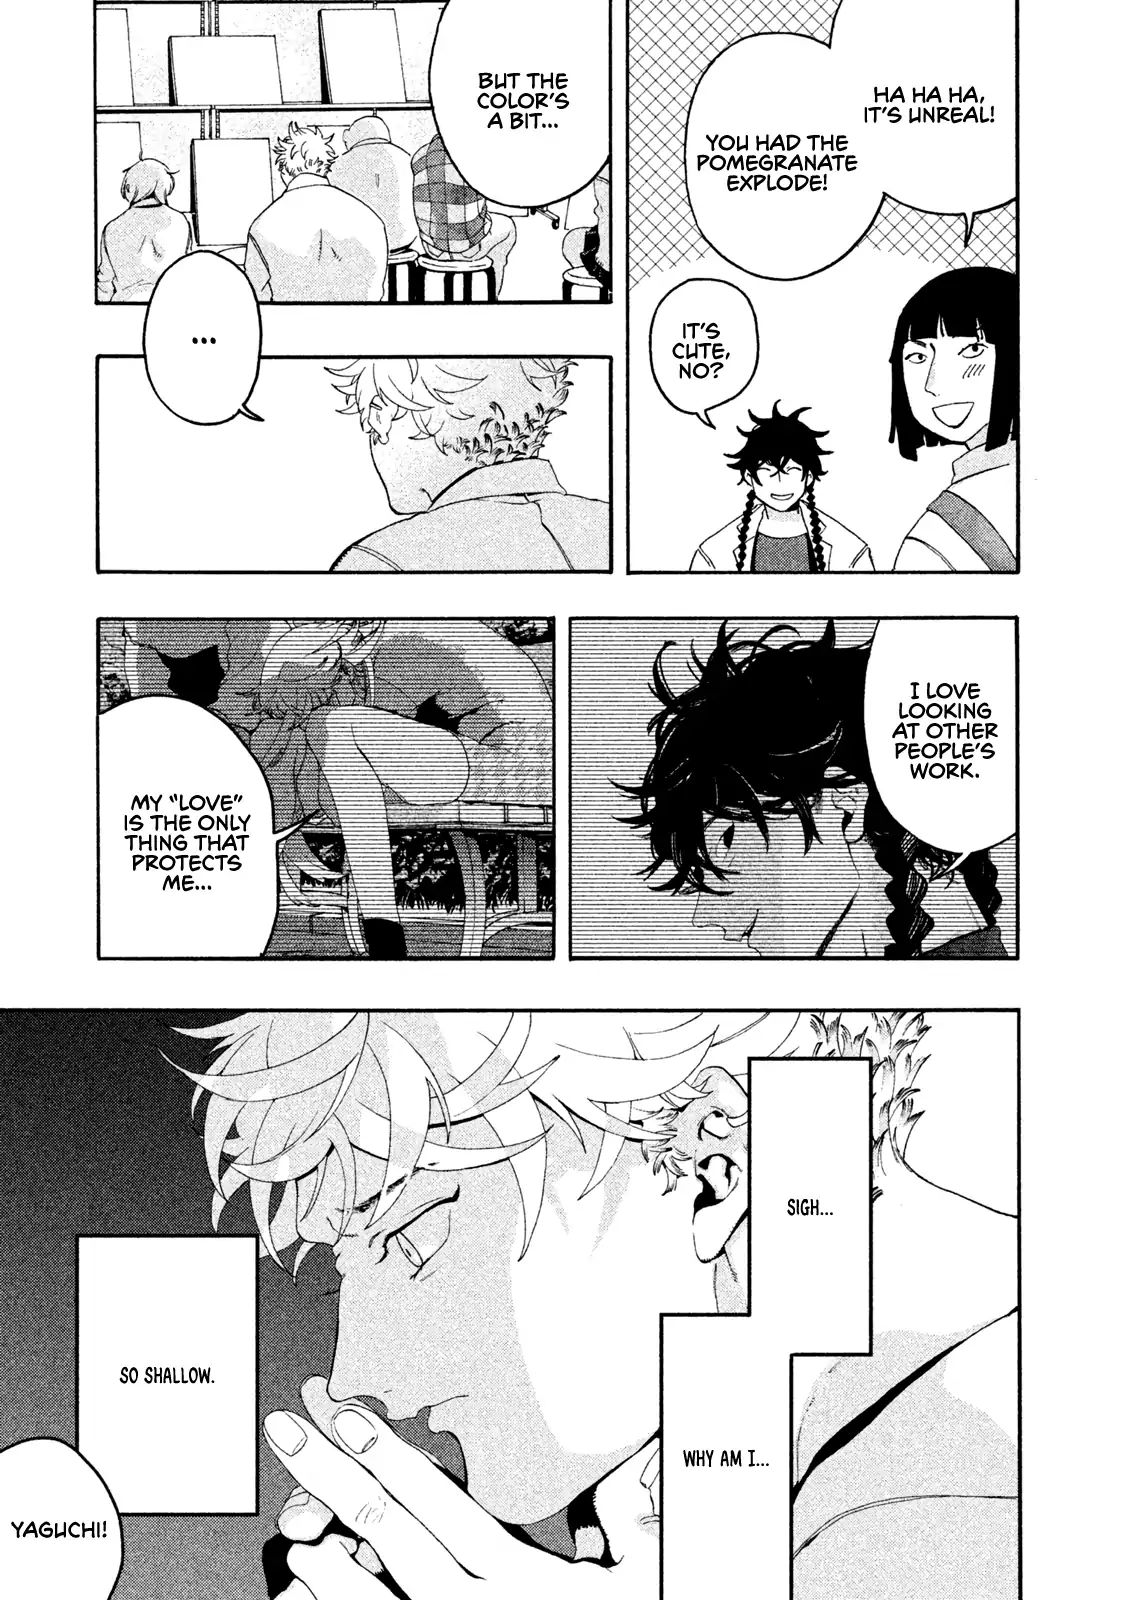 HA HA HA,
IT'S UNREAL!
YOU HAD THE
POMEGRANATE
EXPLODE!
IT'S
CUTE,
NO?
BUT THE
COLOR'S
A BIT...
...
I LOVE
LOOKING
AT OTHER
PEOPLE'S
WORK.
MY "LOVE"
IS THE ONLY
THING THAT
PROTECTS
ME...
SIGH...
WHY AM I...
SO SHALLOW.
YAGUCHI!